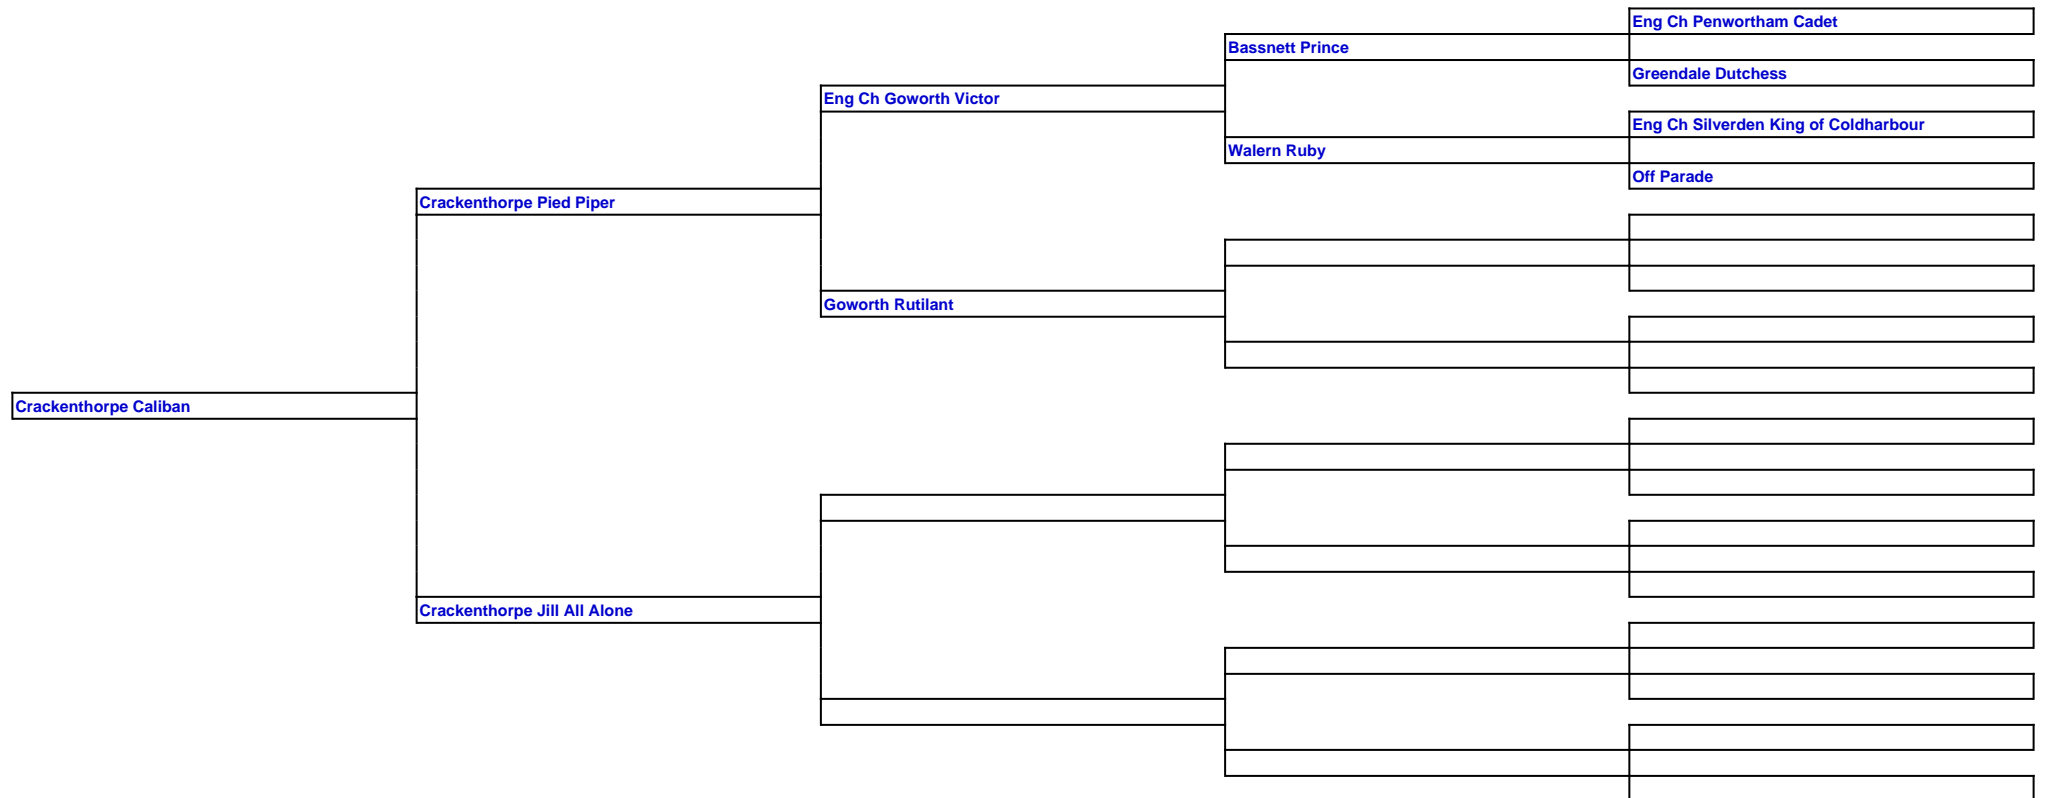 Eng Ch Penwortham Cadet
Bassnett Prince
Greendale Dutchess
Eng Ch Goworth Victor
Eng Ch Silverden King of Coldharbour
Walern Ruby
Off Parade
Crackenthorpe Pied Piper
Goworth Rutilant
Crackenthorpe Caliban
Crackenthorpe Jill All Alone